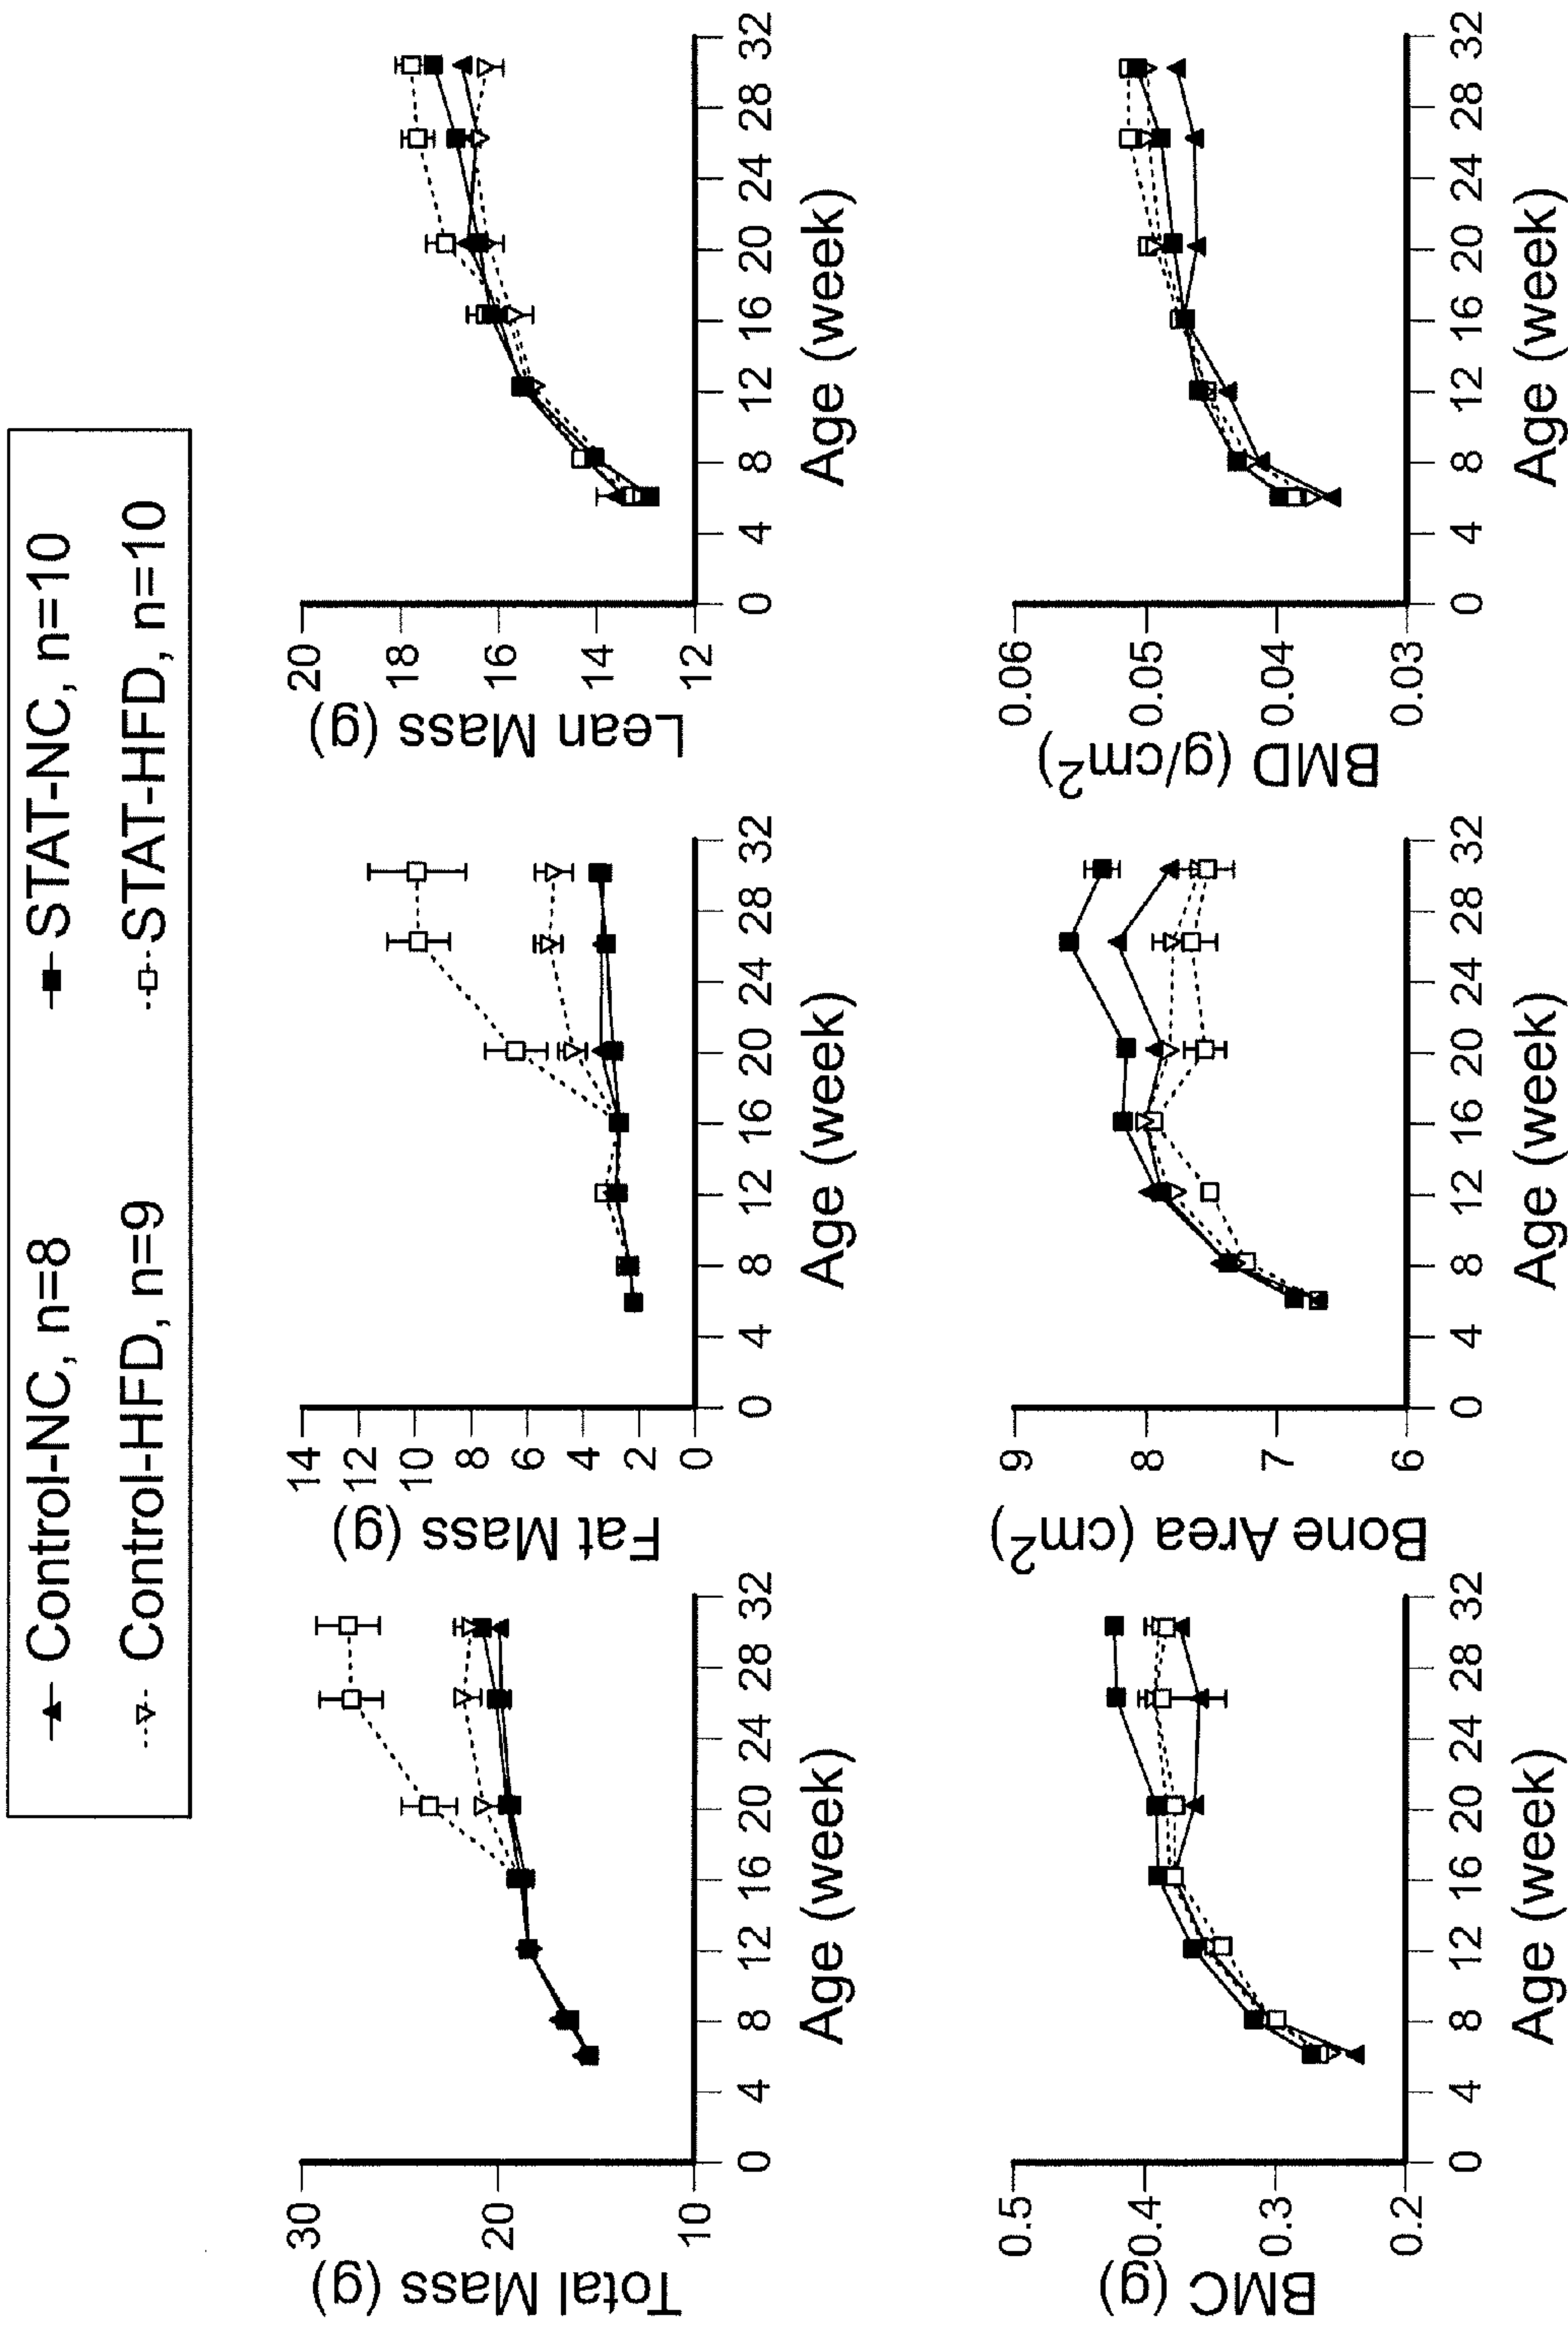 Control-NC, n=8
STAT-NC, n=10
Control-HFD, n=9
STAT-HFD, n=10
Total Mass (g)
30
20
10
0 4 8 12 16 20 24 28 32
Age (week)
Fat Mass (g)
14
12
10
8
6
4
2
0
0 4 8 12 16 20 24 28 32
Age (week)
Lean Mass (g)
20
18
16
14
12
0 4 8 12 16 20 24 28 32
Age (week)
BMC (g)
0.5
0.4
0.3
0.2
0 4 8 12 16 20 24 28 32
Age (week)
Bone Area (cm²)
9
8
7
6
0 4 8 12 16 20 24 28 32
Age (week)
BMD (g/cm²)
0.06
0.05
0.04
0.03
0 4 8 12 16 20 24 28 32
Age (week)